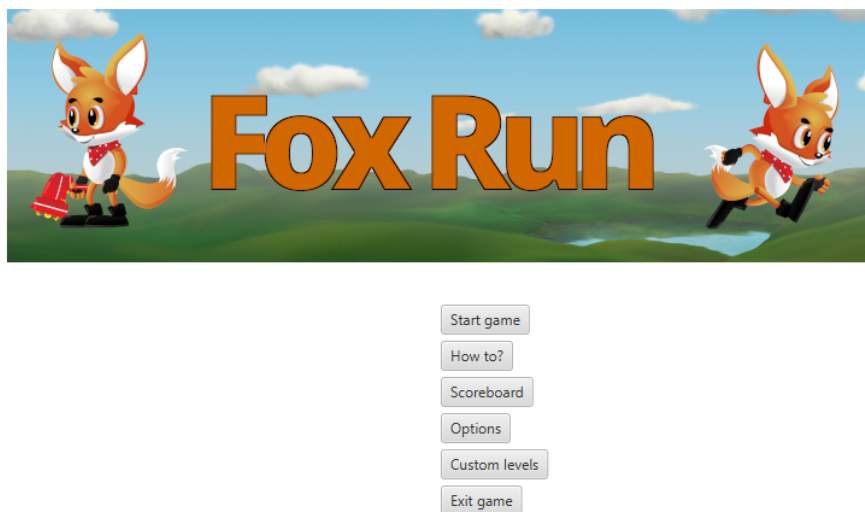 Fox Run
Start game
How to?
Scoreboard
Options
Custom levels
Exit game